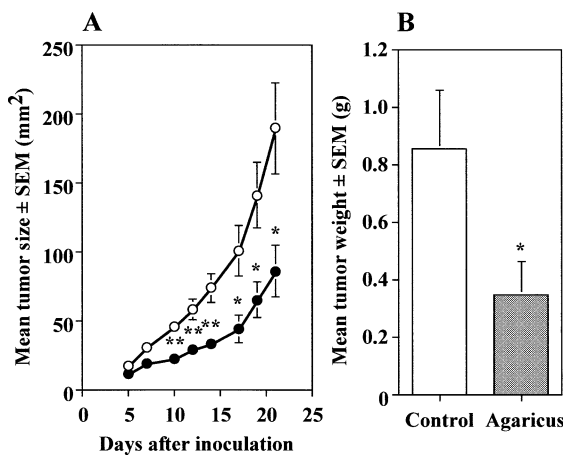 A
Mean tumor size ± SEM (mm²)
250
200
150
100
50
0
**
**
**
*
*
*
0 5 10 15 20 25
Days after inoculation
B
Mean tumor weight ± SEM (g)
1.2
1.0
0.8
0.6
0.4
0.2
0
*
Control Agaricus